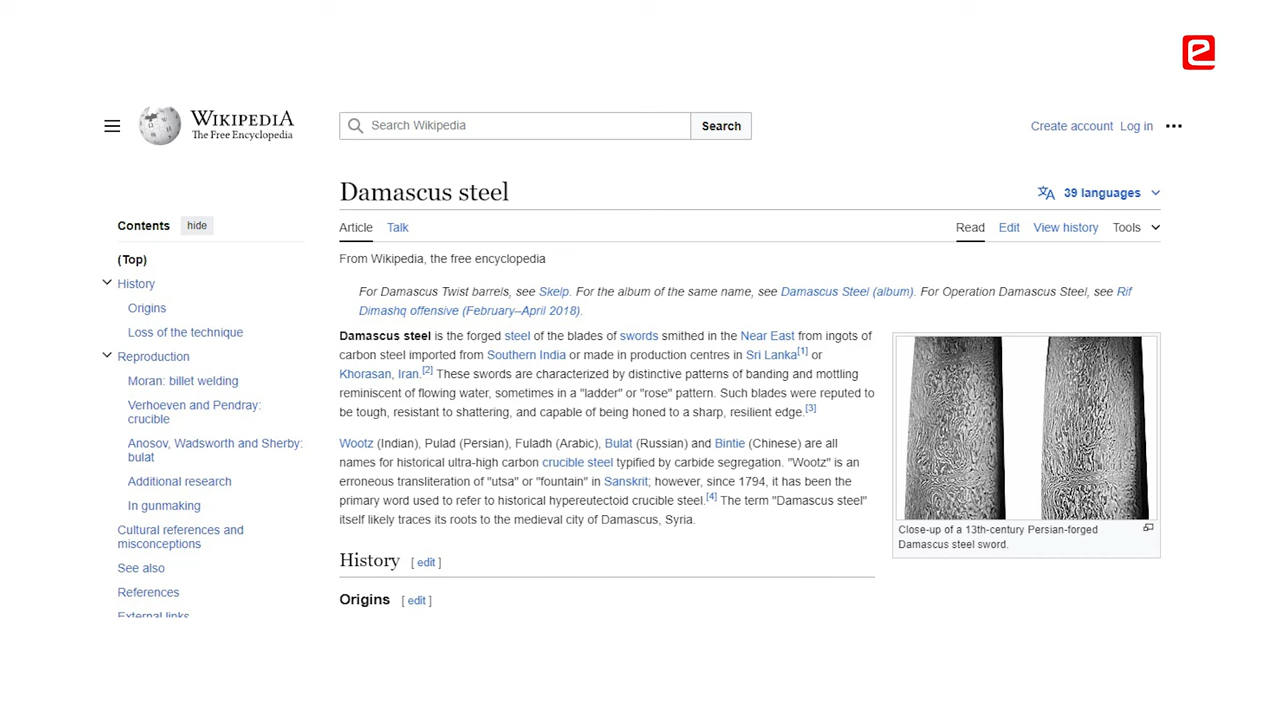 e
WIKIPEDIA
The Free Encyclopedia
Search Wikipedia
Search
Create account Log in
Damascus steel
39 languages
Contents hide
Article Talk
Read Edit View history Tools
(Top)
History
Origins
Loss of the technique
Reproduction
Moran: billet welding
Verhoeven and Pendray:
crucible
Anosov, Wadsworth and Sherby:
bulat
Additional research
In gunmaking
Cultural references and
misconceptions
See also
References
External links
From Wikipedia, the free encyclopedia
For Damascus Twist barrels, see Skelp. For the album of the same name, see Damascus Steel (album). For Operation Damascus Steel, see Rif
Dimashq offensive (February–April 2018).
Damascus steel is the forged steel of the blades of swords smithed in the Near East from ingots of
carbon steel imported from Southern India or made in production centres in Sri Lanka[1] or
Khorasan, Iran.[2] These swords are characterized by distinctive patterns of banding and mottling
reminiscent of flowing water, sometimes in a "ladder" or "rose" pattern. Such blades were reputed to
be tough, resistant to shattering, and capable of being honed to a sharp, resilient edge.[3]
Wootz (Indian), Pulad (Persian), Fuladh (Arabic), Bulat (Russian) and Bintie (Chinese) are all
names for historical ultra-high carbon crucible steel typified by carbide segregation. "Wootz" is an
erroneous transliteration of "utsa" or "fountain" in Sanskrit; however, since 1794, it has been the
primary word used to refer to historical hypereutectoid crucible steel.[4] The term "Damascus steel"
itself likely traces its roots to the medieval city of Damascus, Syria.
Close-up of a 13th-century Persian-forged
Damascus steel sword.
History [ edit ]
Origins [ edit ]